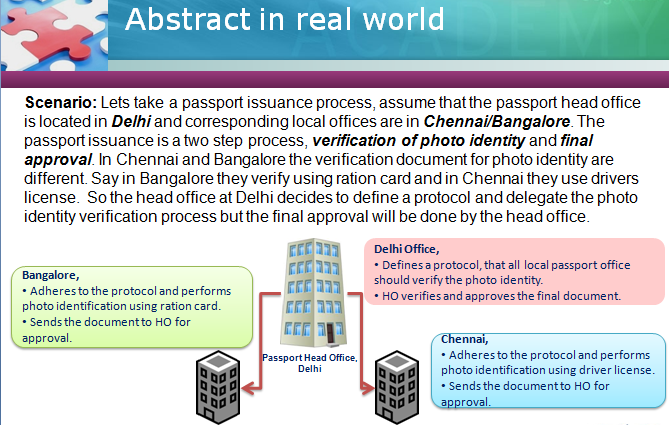 Abstract in real world
ACADEMY
Scenario: Lets take a passport issuance process, assume that the passport head office
is located in Delhi and corresponding local offices are in Chennai/Bangalore. The
passport issuance is a two step process, verification of photo identity and final
approval. In Chennai and Bangalore the verification document for photo identity are
different. Say in Bangalore they verify using ration card and in Chennai they use drivers
license.  So the head office at Delhi decides to define a protocol and delegate the photo
identity verification process but the final approval will be done by the head office.
Delhi Office,
• Defines a protocol, that all local passport office
should verify the photo identity.
• HO verifies and approves the final document.
Bangalore,
• Adheres to the protocol and performs
photo identification using ration card.
• Sends the document to HO for
approval.
Passport Head Office,
Delhi
Chennai,
• Adheres to the protocol and performs
photo identification using driver license.
• Sends the document to HO for
approval.